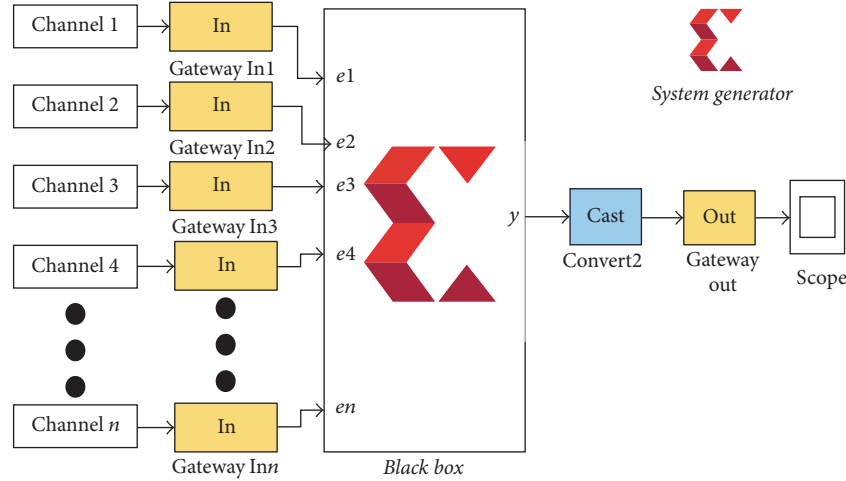 Channel 1
In
Gateway In1
e1
System generator
Channel 2
In
Gateway In2
e2
Channel 3
In
Gateway In3
e3
y
Cast
Convert2
Out
Gateway
out
Scope
Channel 4
In
e4
Channel n
In
Gateway Inn
en
Black box